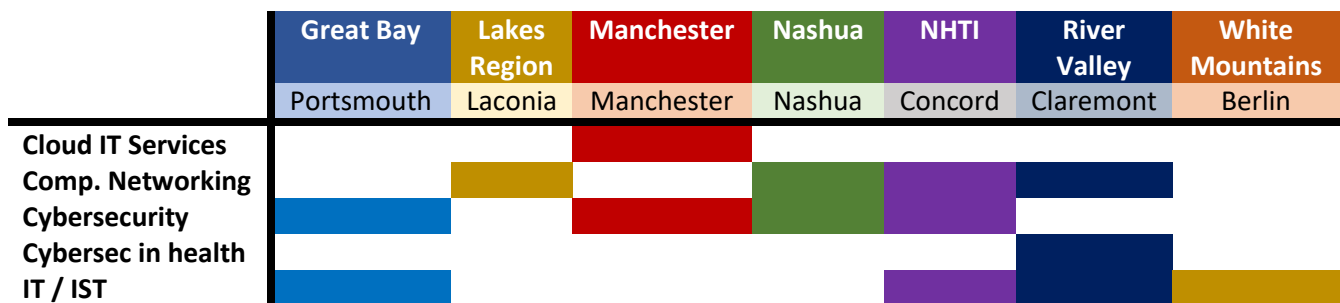 Great Bay Lakes Region Manchester Nashua NHTI River Valley White Mountains
Portsmouth Laconia Manchester Nashua Concord Claremont Berlin
Cloud IT Services
Comp. Networking
Cybersecurity
Cybersec in health
IT / IST